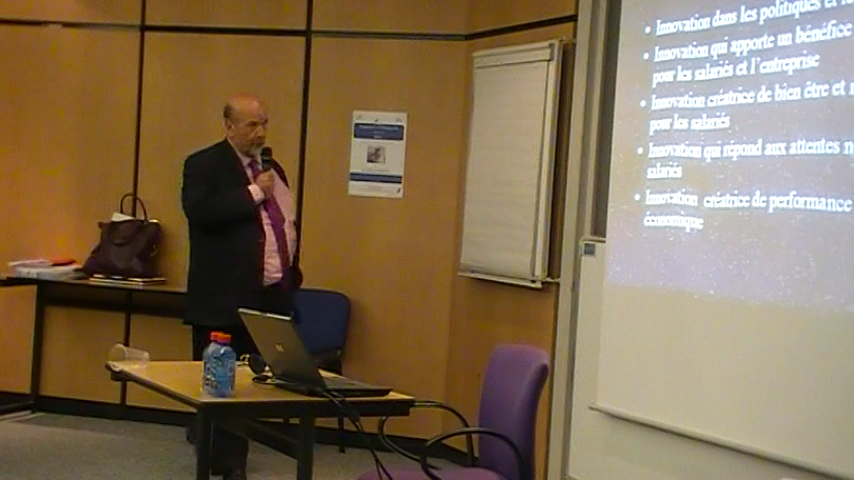 Innovation dans les politiques et
Innovation qui apporte un bénéfice
pour les salariés et l'entreprise
Innovation créatrice de bien être et
pour les salariés
Innovation qui répond aux attentes
salariés
Innovation créatrice de performance
économique